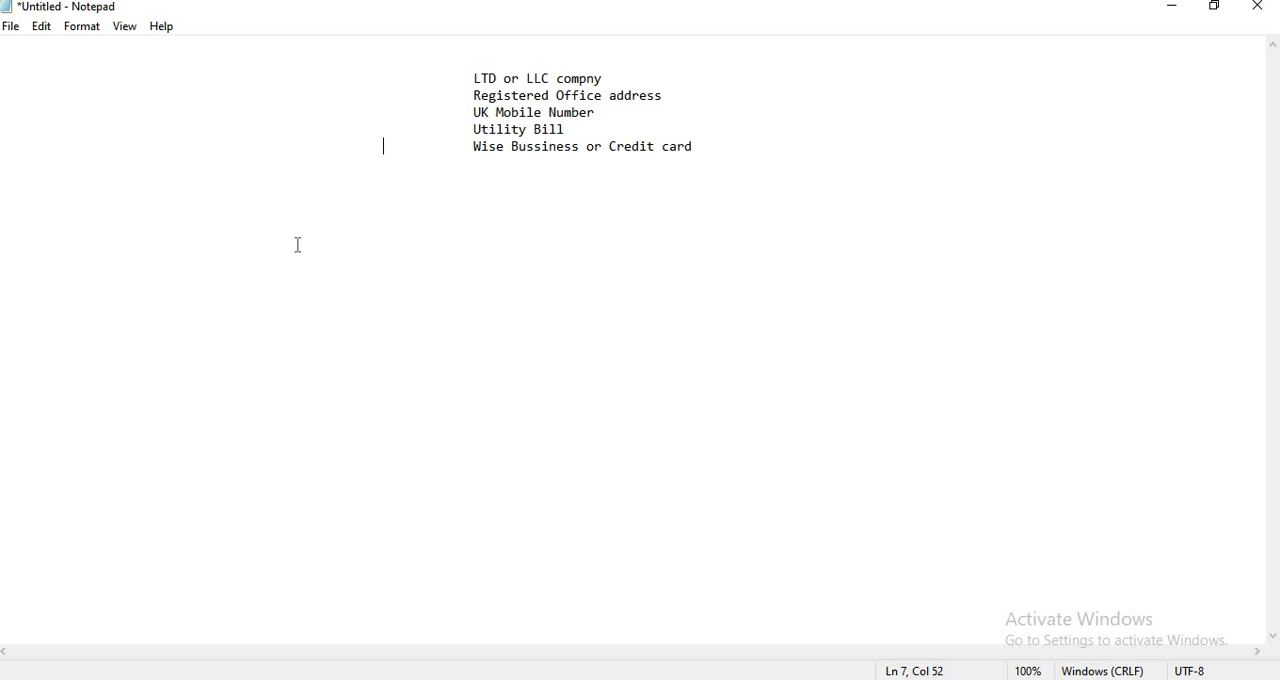 *Untitled - Notepad
File Edit Format View Help
LTD or LLC compny
Registered Office address
UK Mobile Number
Utility Bill
Wise Bussiness or Credit card
Activate Windows
Go to Settings to activate Windows.
Ln 7, Col 52 100% Windows (CRLF) UTF-8